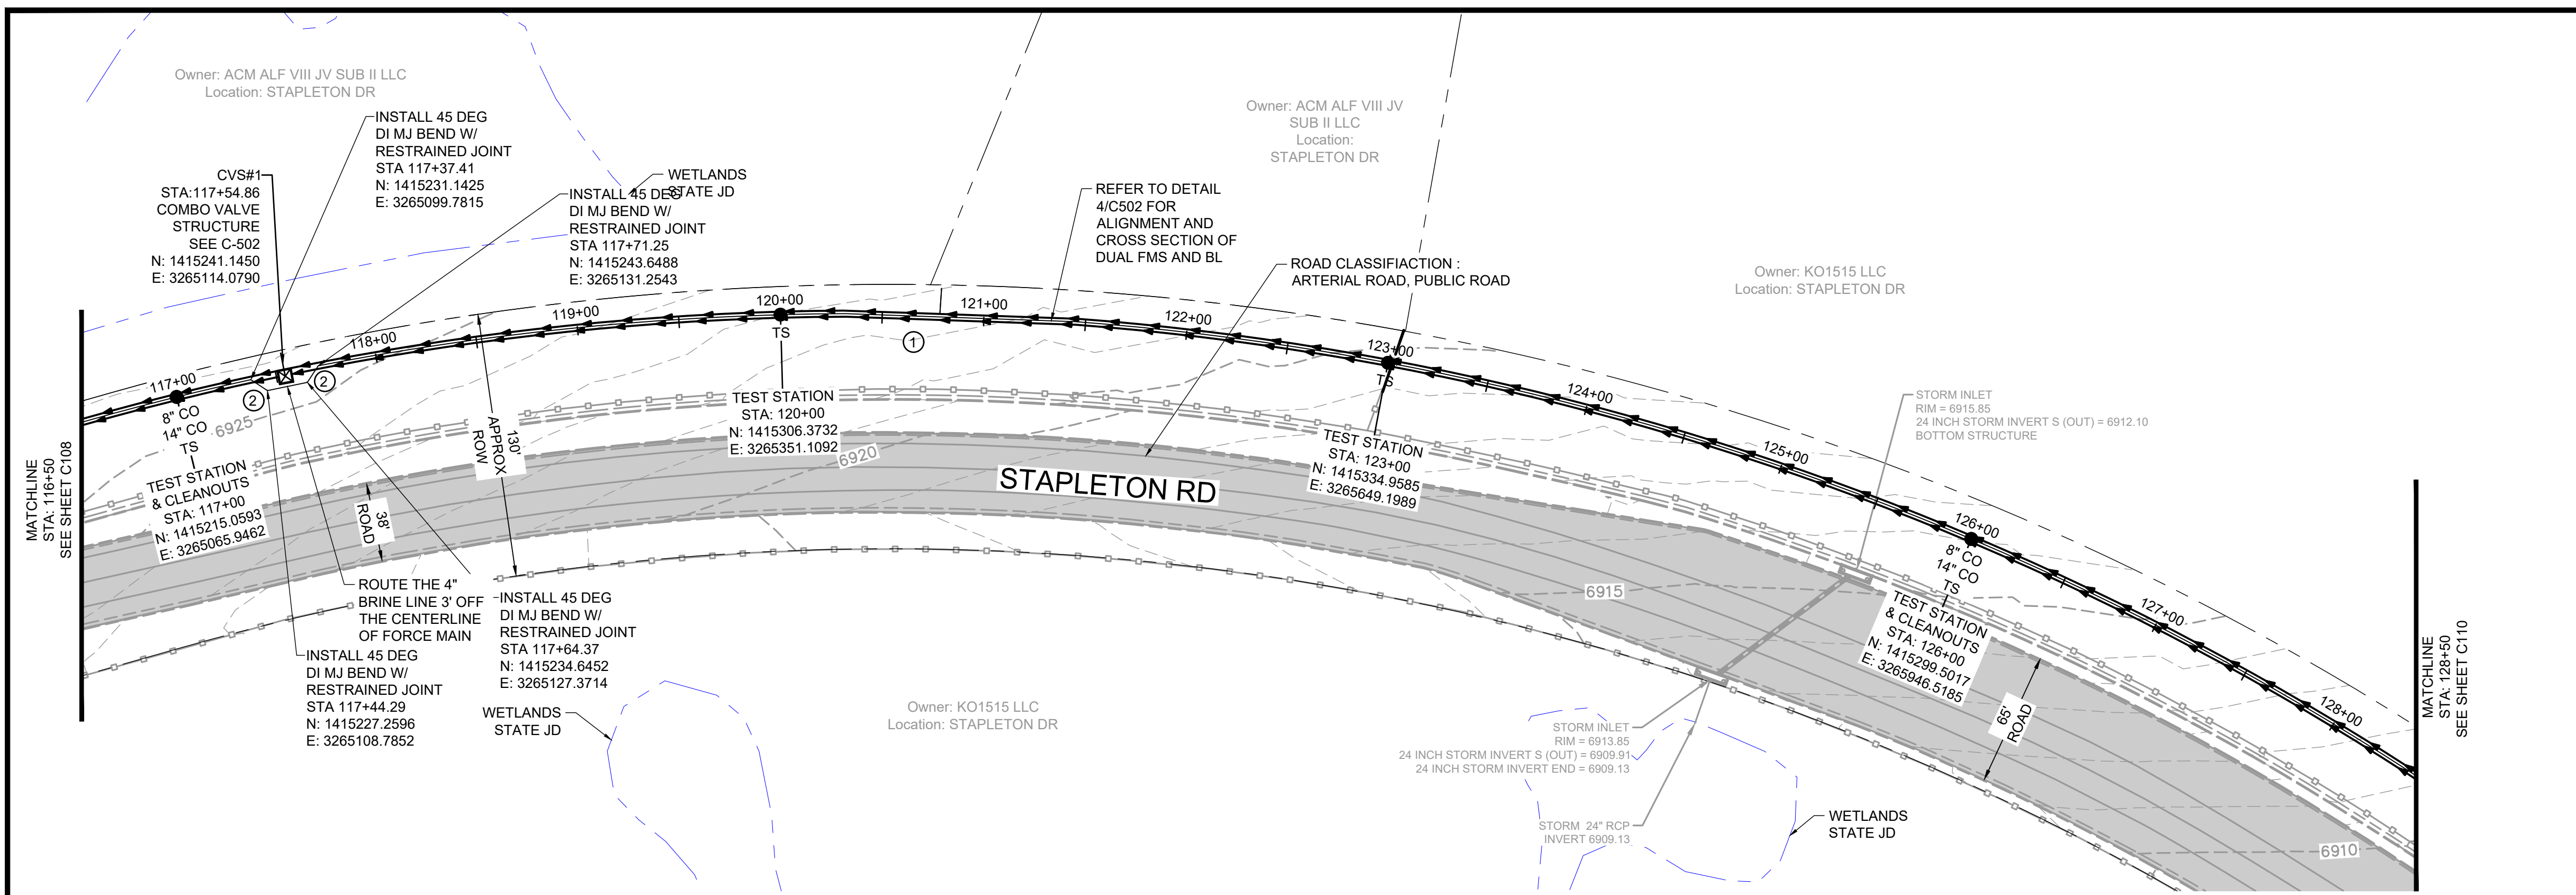 Owner: ACM ALF VIII JV SUB II LLC
Location: STAPLETON DR
INSTALL 45 DEG
DI MJ BEND W/
RESTRAINED JOINT
STA 117+37.41
N: 1415231.1425
E: 3265099.7815
CVS#1
STA:117+54.86
COMBO VALVE
STRUCTURE
SEE C-502
N: 1415241.1450
E: 3265114.0790
WETLANDS
STATE JD
INSTALL 45 DEG
DI MJ BEND W/
RESTRAINED JOINT
STA 117+71.25
N: 1415243.6488
E: 3265131.2543
REFER TO DETAIL
4/C502 FOR
ALIGNMENT AND
CROSS SECTION OF
DUAL FMS AND BL
Owner: ACM ALF VIII JV
SUB II LLC
Location:
STAPLETON DR
ROAD CLASSIFIACTION :
ARTERIAL ROAD, PUBLIC ROAD
Owner: KO1515 LLC
Location: STAPLETON DR
117+00
118+00
119+00
120+00
121+00
122+00
123+00
124+00
125+00
126+00
127+00
128+00
TS
TS
1
2
2
8" CO
14" CO
TS
6925
TEST STATION
& CLEANOUTS
STA: 117+00
N: 1415215.0593
E: 3265065.9462
MATCHLINE
STA: 116+50
SEE SHEET C108
38'
ROAD
130'
APPROX
ROW
TEST STATION
STA: 120+00
N: 1415306.3732
E: 3265351.1092
6920
STAPLETON RD
TEST STATION
STA: 123+00
N: 1415334.9585
E: 3265649.1989
STORM INLET
RIM = 6915.85
24 INCH STORM INVERT S (OUT) = 6912.10
BOTTOM STRUCTURE
8" CO
14" CO
TS
TEST STATION
& CLEANOUTS
STA: 126+00
N: 1415299.5017
E: 3265946.5185
6915
65'
ROAD
MATCHLINE
STA: 128+50
SEE SHEET C110
ROUTE THE 4"
BRINE LINE 3' OFF
THE CENTERLINE
OF FORCE MAIN
INSTALL 45 DEG
DI MJ BEND W/
RESTRAINED JOINT
STA 117+64.37
N: 1415234.6452
E: 3265127.3714
INSTALL 45 DEG
DI MJ BEND W/
RESTRAINED JOINT
STA 117+44.29
N: 1415227.2596
E: 3265108.7852
WETLANDS
STATE JD
Owner: KO1515 LLC
Location: STAPLETON DR
STORM INLET
RIM = 6913.85
24 INCH STORM INVERT S (OUT) = 6909.91
24 INCH STORM INVERT END = 6909.13
STORM 24" RCP
INVERT 6909.13
WETLANDS
STATE JD
6910